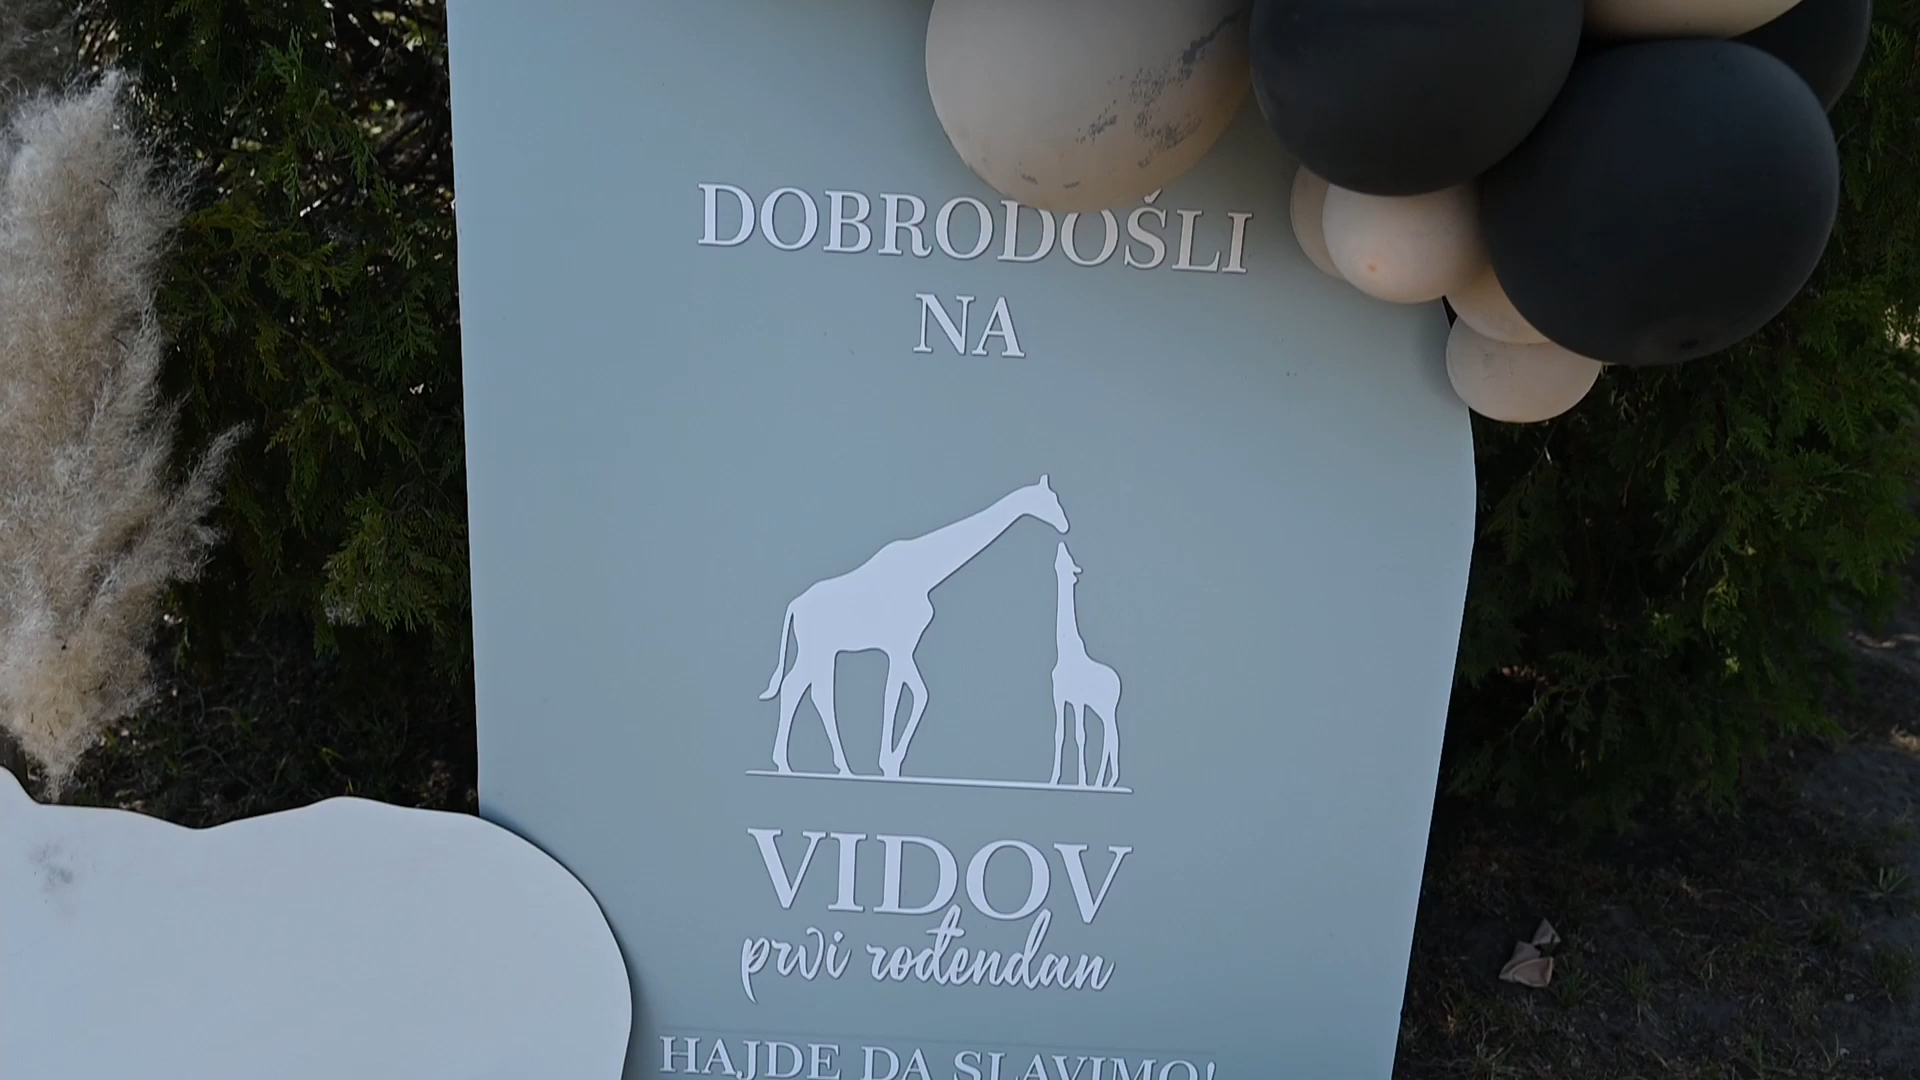 DOBRODOŠLI
NA
VIDOV
prvi rođendan
HAJDE DA SLAVIMO!